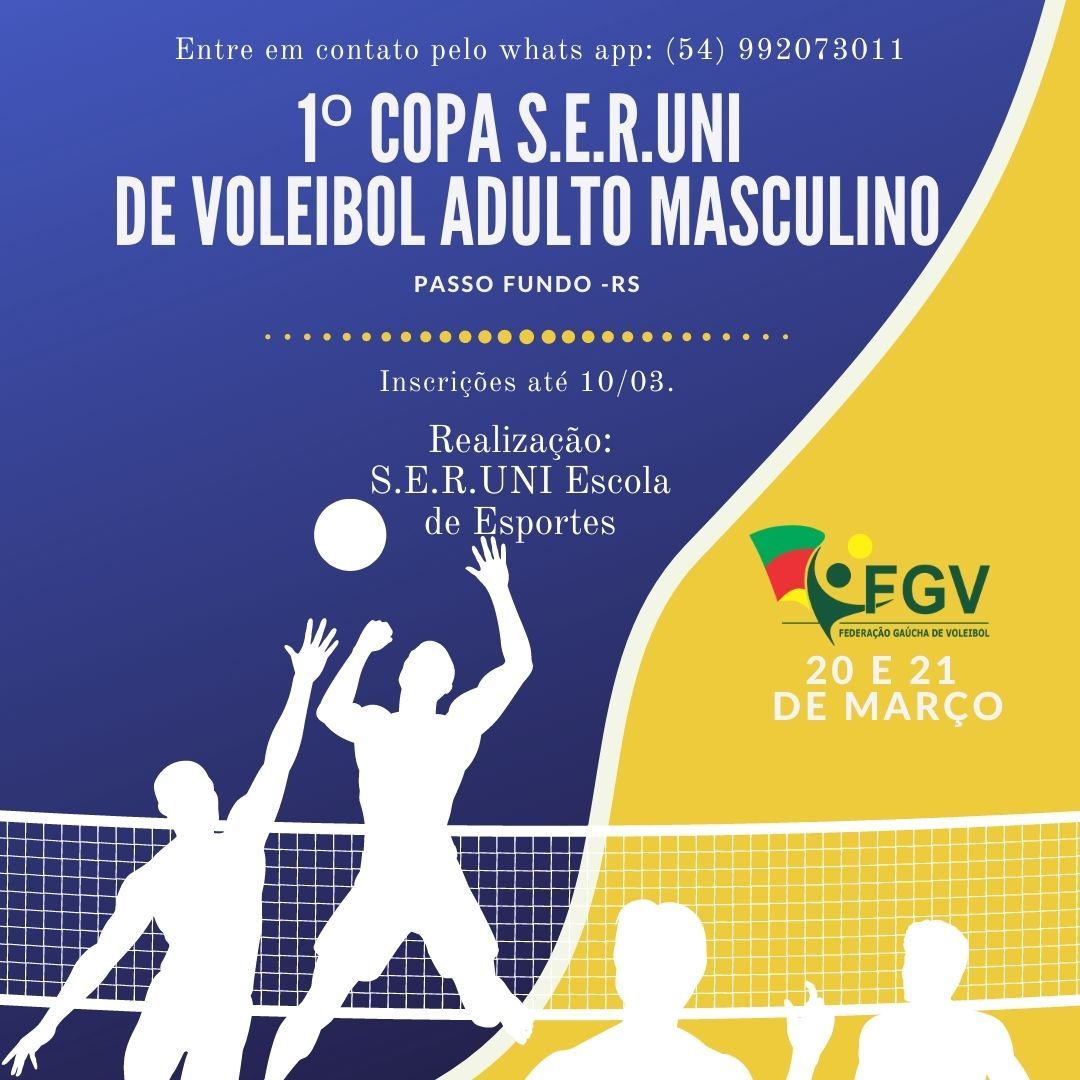 Entre em contato pelo whats app: (54) 992073011
1º COPA S.E.R.UNI
DE VOLEIBOL ADULTO MASCULINO
PASSO FUNDO -RS
Inscrições até 10/03.
Realização:
S.E.R.UNI Escola
de Esportes
FGV
FEDERAÇÃO GAÚCHA DE VOLEIBOL
20 E 21
DE MARÇO